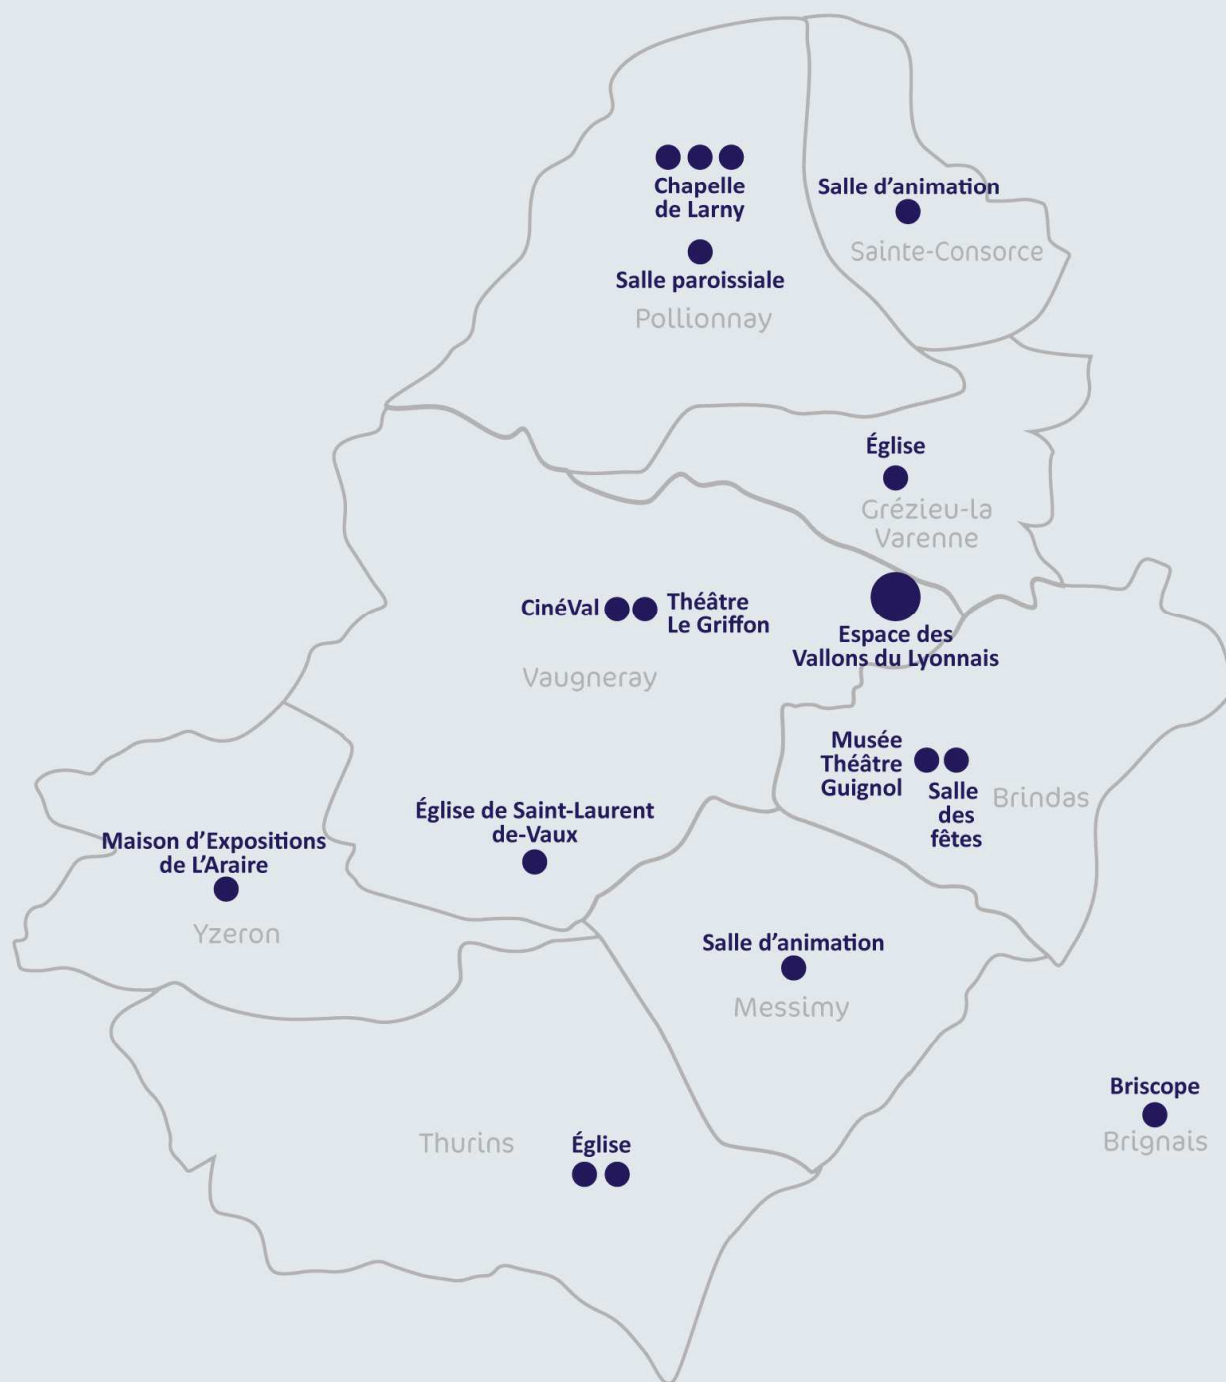 Chapelle
de Larny
Salle d'animation
Sainte-Consorce
Salle paroissiale
Pollionnay
Église
Grézieu-la
Varenne
CinéVal
Théâtre
Le Griffon
Espace des
Vallons du Lyonnais
Vaugneray
Musée
Théâtre
Guignol
Salle
des
fêtes
Brindas
Église de Saint-Laurent
de-Vaux
Maison d'Expositions
de L'Araire
Yzeron
Salle d'animation
Messimy
Briscope
Brignais
Thurins
Église